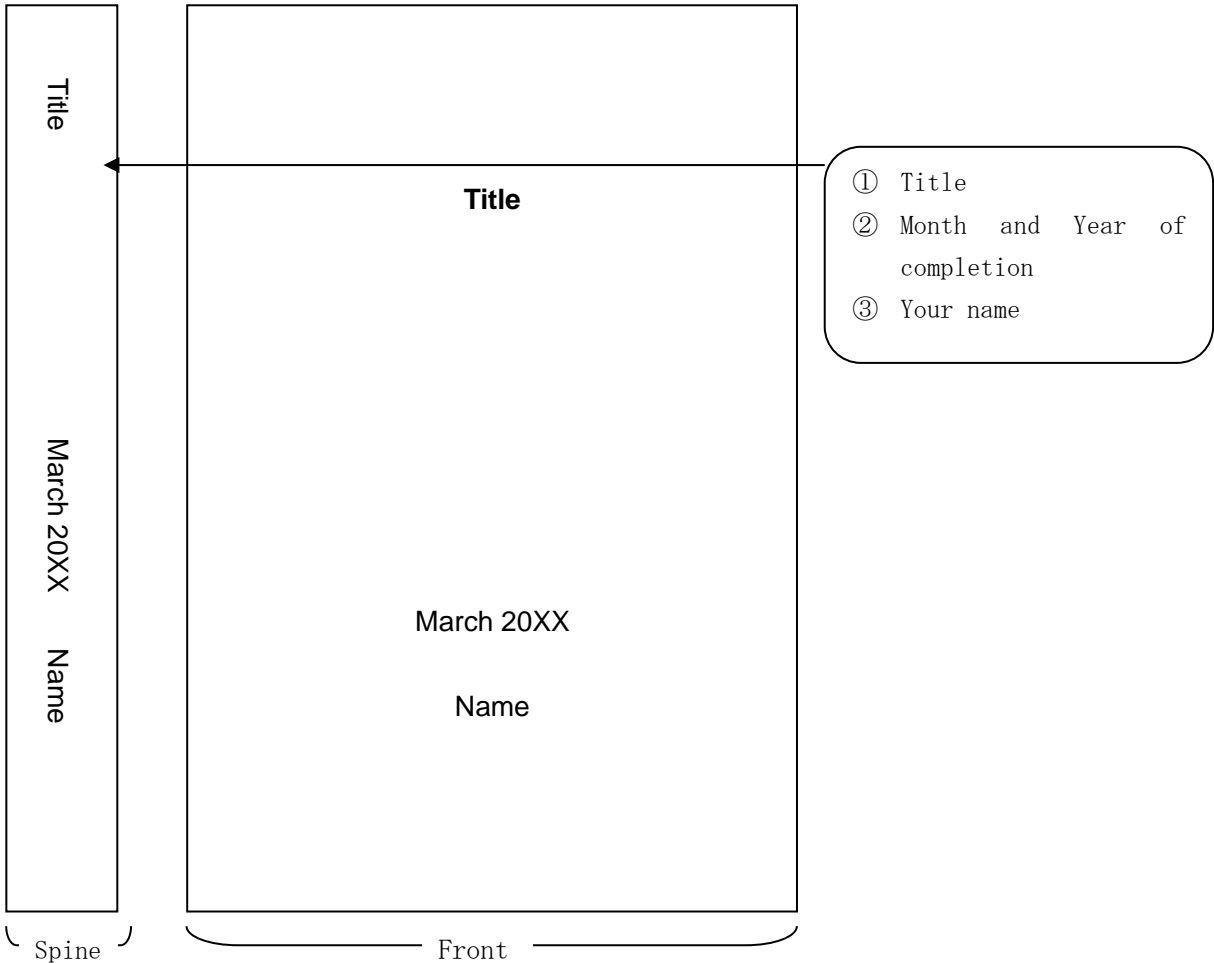 Title
March 20XX
Name
Title
March 20XX
Name
① Title
② Month and Year of
completion
③ Your name
Spine
Front